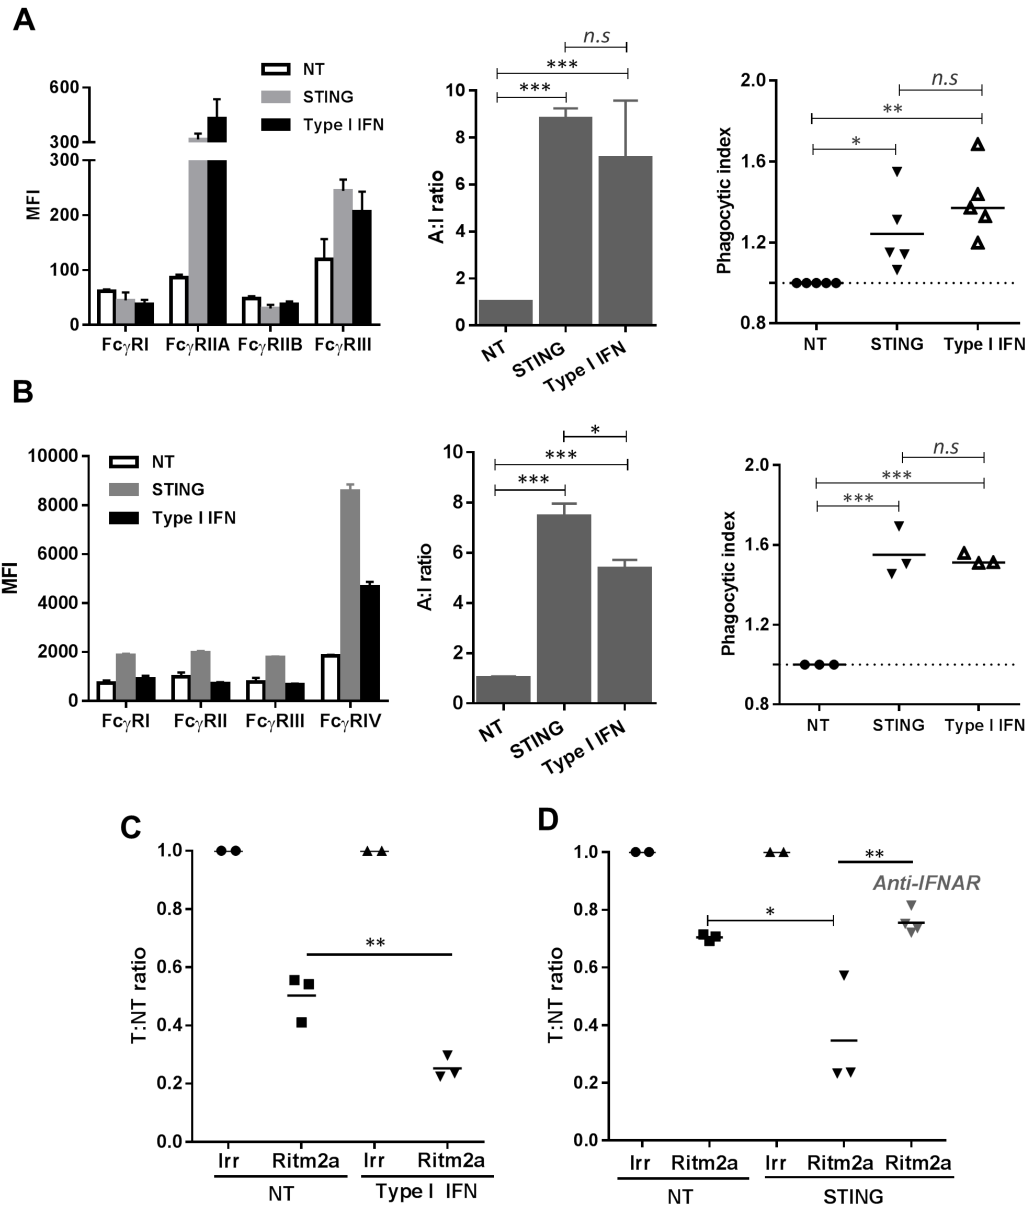 A
NT
STING
Type I IFN
MFI
600
300
300
200
100
0
FcγRI FcγRIIA FcγRIIB FcγRIII
n.s
***
***
A:I ratio
10
8
6
4
2
0
NT STING Type I IFN
n.s
**
*
Phagocytic index
2.0
1.6
1.2
0.8
NT STING Type I IFN
B
NT
STING
Type I IFN
MFI
10000
8000
6000
4000
2000
0
FcγRI FcγRII FcγRIII FcγRIV
*
***
***
A:I ratio
10
8
6
4
2
0
NT STING Type I IFN
n.s
***
***
Phagocytic index
2.0
1.6
1.2
0.8
NT STING Type I IFN
C
T:NT ratio
1.0
0.8
0.6
0.4
0.2
0.0
**
Irr Ritm2a Irr Ritm2a
NT Type I IFN
D
T:NT ratio
1.0
0.8
0.6
0.4
0.2
0.0
**
Anti-IFNAR
*
Irr Ritm2a Irr Ritm2a Ritm2a
NT STING